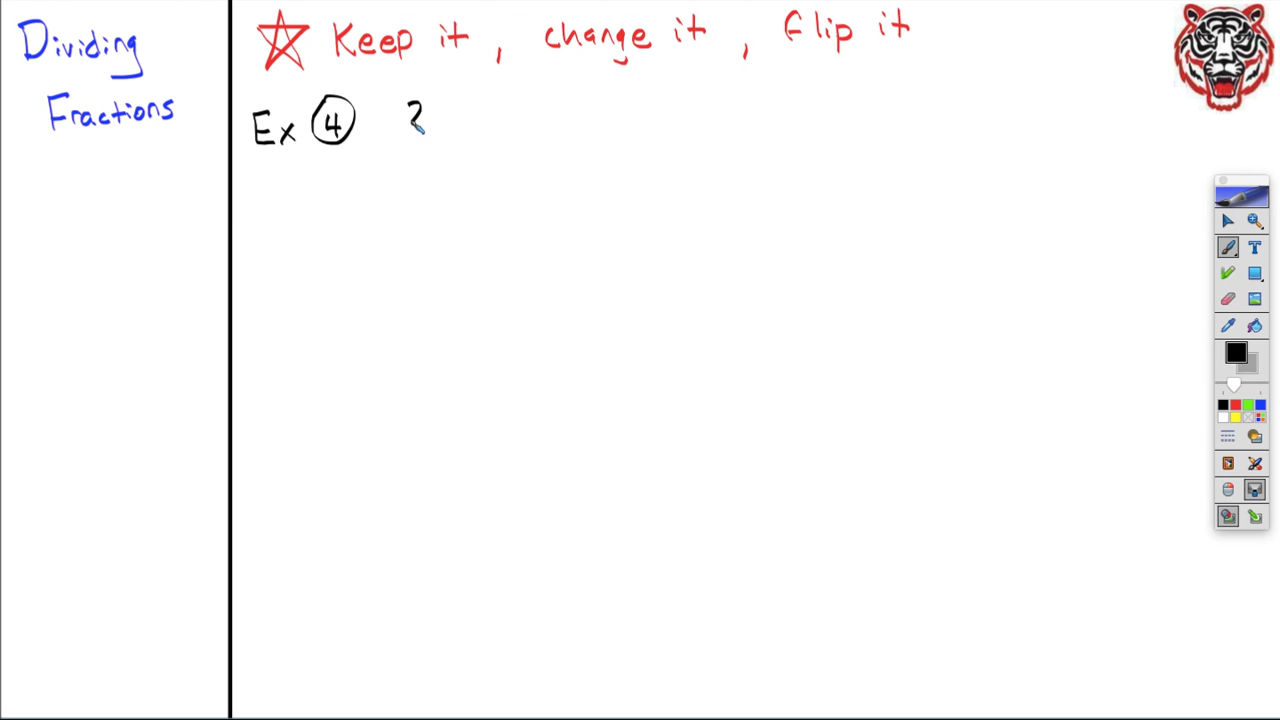 Dividing
Fractions
Keep it, change it, flip it
Ex 4
T